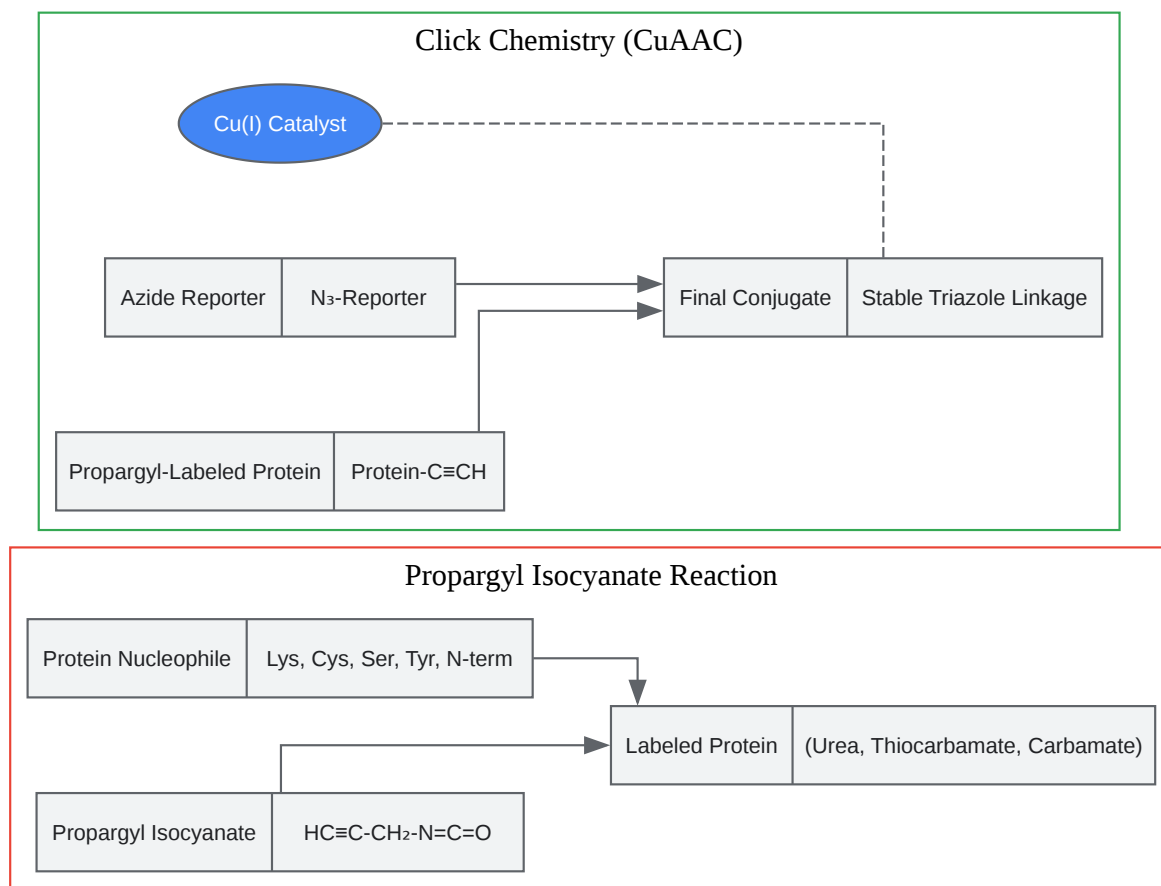 Click Chemistry (CuAAC)
Cu(I) Catalyst
Azide Reporter
N₃-Reporter
Final Conjugate
Stable Triazole Linkage
Propargyl-Labeled Protein
Protein-C≡CH
Propargyl Isocyanate Reaction
Protein Nucleophile
Lys, Cys, Ser, Tyr, N-term
Labeled Protein
(Urea, Thiocarbamate, Carbamate)
Propargyl Isocyanate
HC≡C-CH₂-N=C=O